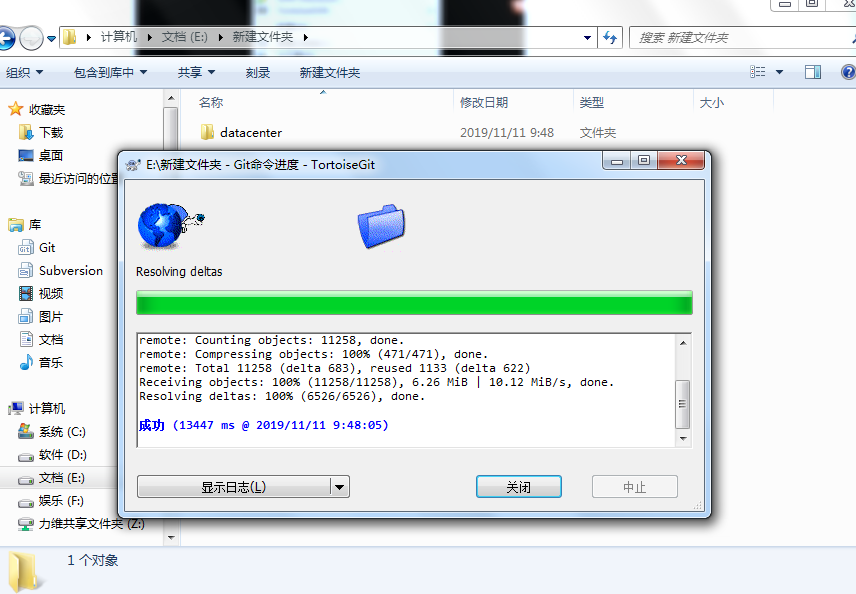 计算机 文档 (E:) 新建文件夹
搜索 新建文件夹
组织 包含到库中 共享 刻录 新建文件夹
名称 修改日期 类型 大小
datacenter 2019/11/11 9:48 文件夹
收藏夹
下载
桌面
最近访问的位置
库
Git
Subversion
视频
图片
文档
音乐
计算机
系统 (C:)
软件 (D:)
文档 (E:)
娱乐 (F:)
力维共享文件夹 (Z:)
E:\新建文件夹 - Git命令进度 - TortoiseGit
Resolving deltas
remote: Counting objects: 11258, done.
remote: Compressing objects: 100% (471/471), done.
remote: Total 11258 (delta 683), reused 1133 (delta 622)
Receiving objects: 100% (11258/11258), 6.26 MiB | 10.12 MiB/s, done.
Resolving deltas: 100% (6526/6526), done.
成功 (13447 ms @ 2019/11/11 9:48:05)
显示日志(L) 关闭 中止
1 个对象